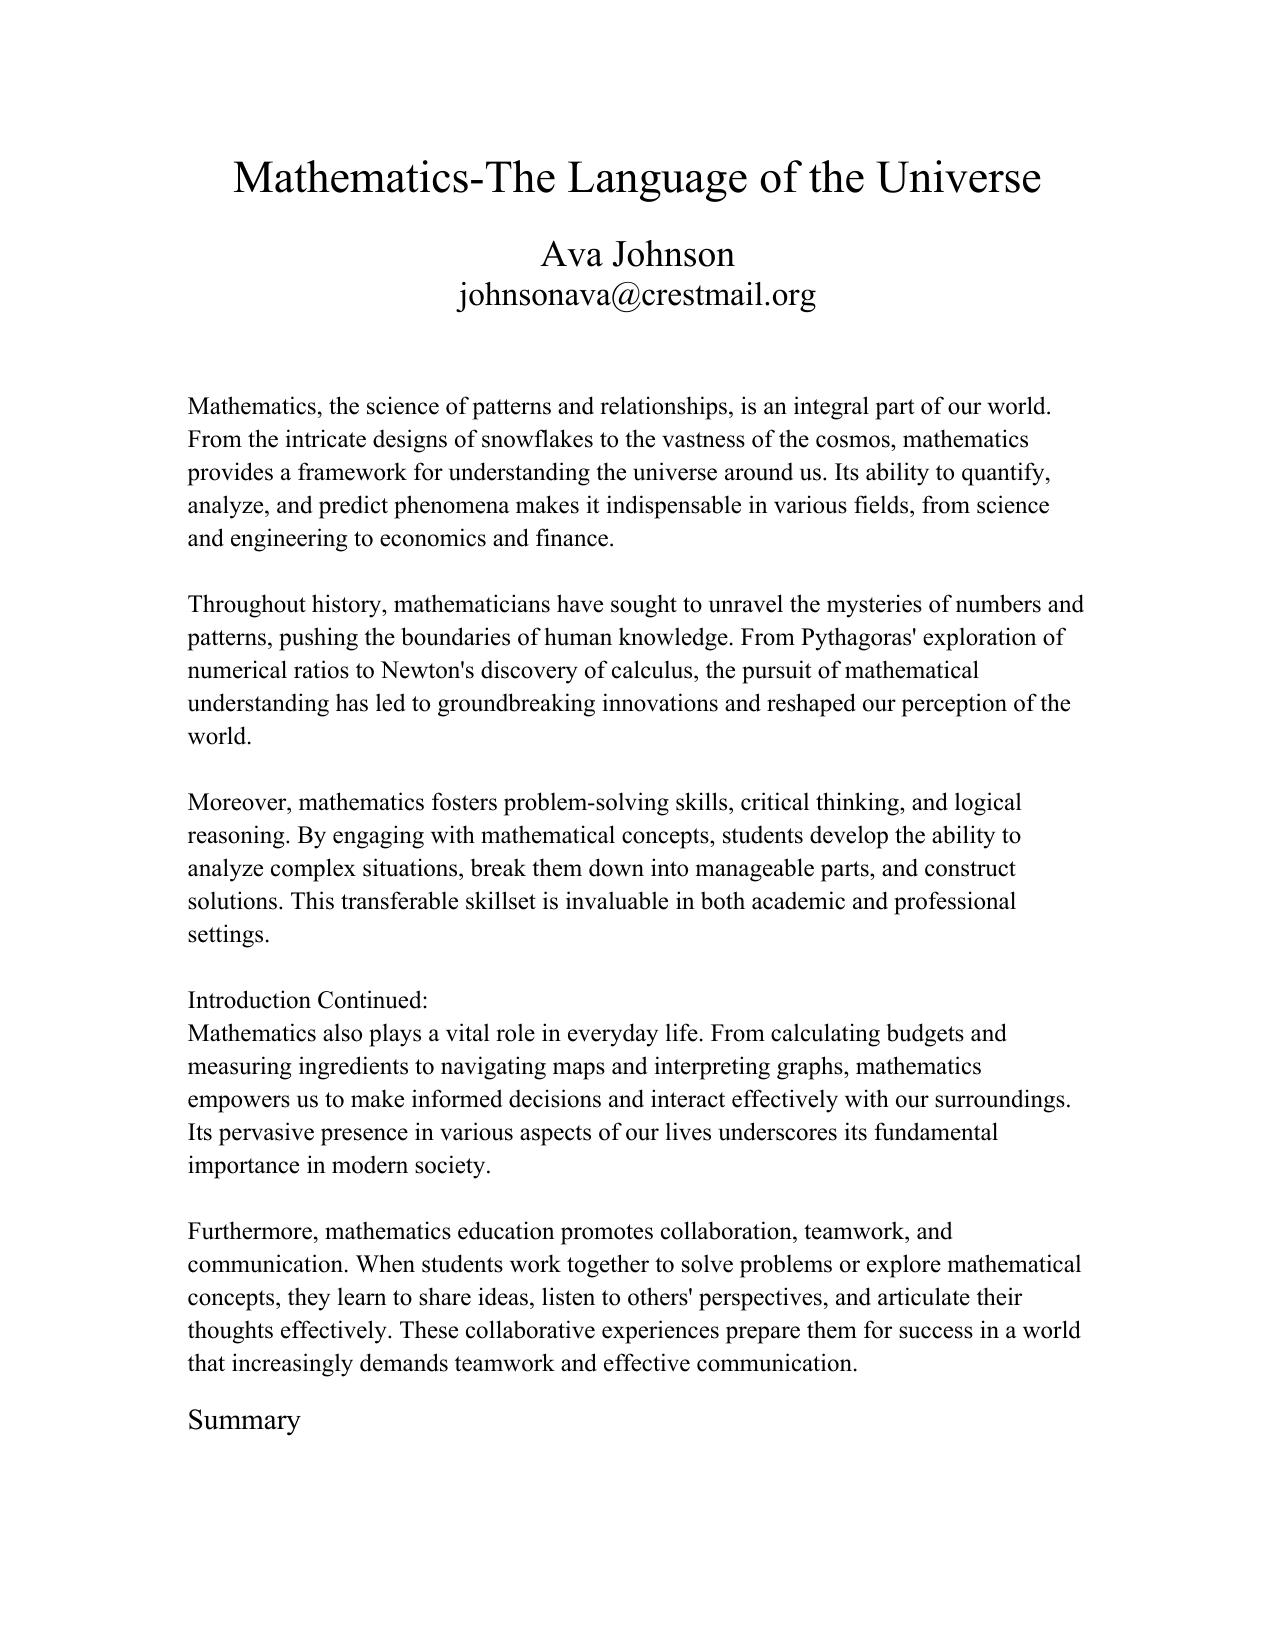 Mathematics-The Language of the Universe
Ava Johnson
johnsonava@crestmail.org
Mathematics, the science of patterns and relationships, is an integral part of our world.
From the intricate designs of snowflakes to the vastness of the cosmos, mathematics
provides a framework for understanding the universe around us. Its ability to quantify,
analyze, and predict phenomena makes it indispensable in various fields, from science
and engineering to economics and finance.
Throughout history, mathematicians have sought to unravel the mysteries of numbers and
patterns, pushing the boundaries of human knowledge. From Pythagoras' exploration of
numerical ratios to Newton's discovery of calculus, the pursuit of mathematical
understanding has led to groundbreaking innovations and reshaped our perception of the
world.
Moreover, mathematics fosters problem-solving skills, critical thinking, and logical
reasoning. By engaging with mathematical concepts, students develop the ability to
analyze complex situations, break them down into manageable parts, and construct
solutions. This transferable skillset is invaluable in both academic and professional
settings.
Introduction Continued:
Mathematics also plays a vital role in everyday life. From calculating budgets and
measuring ingredients to navigating maps and interpreting graphs, mathematics
empowers us to make informed decisions and interact effectively with our surroundings.
Its pervasive presence in various aspects of our lives underscores its fundamental
importance in modern society.
Furthermore, mathematics education promotes collaboration, teamwork, and
communication. When students work together to solve problems or explore mathematical
concepts, they learn to share ideas, listen to others' perspectives, and articulate their
thoughts effectively. These collaborative experiences prepare them for success in a world
that increasingly demands teamwork and effective communication.
Summary